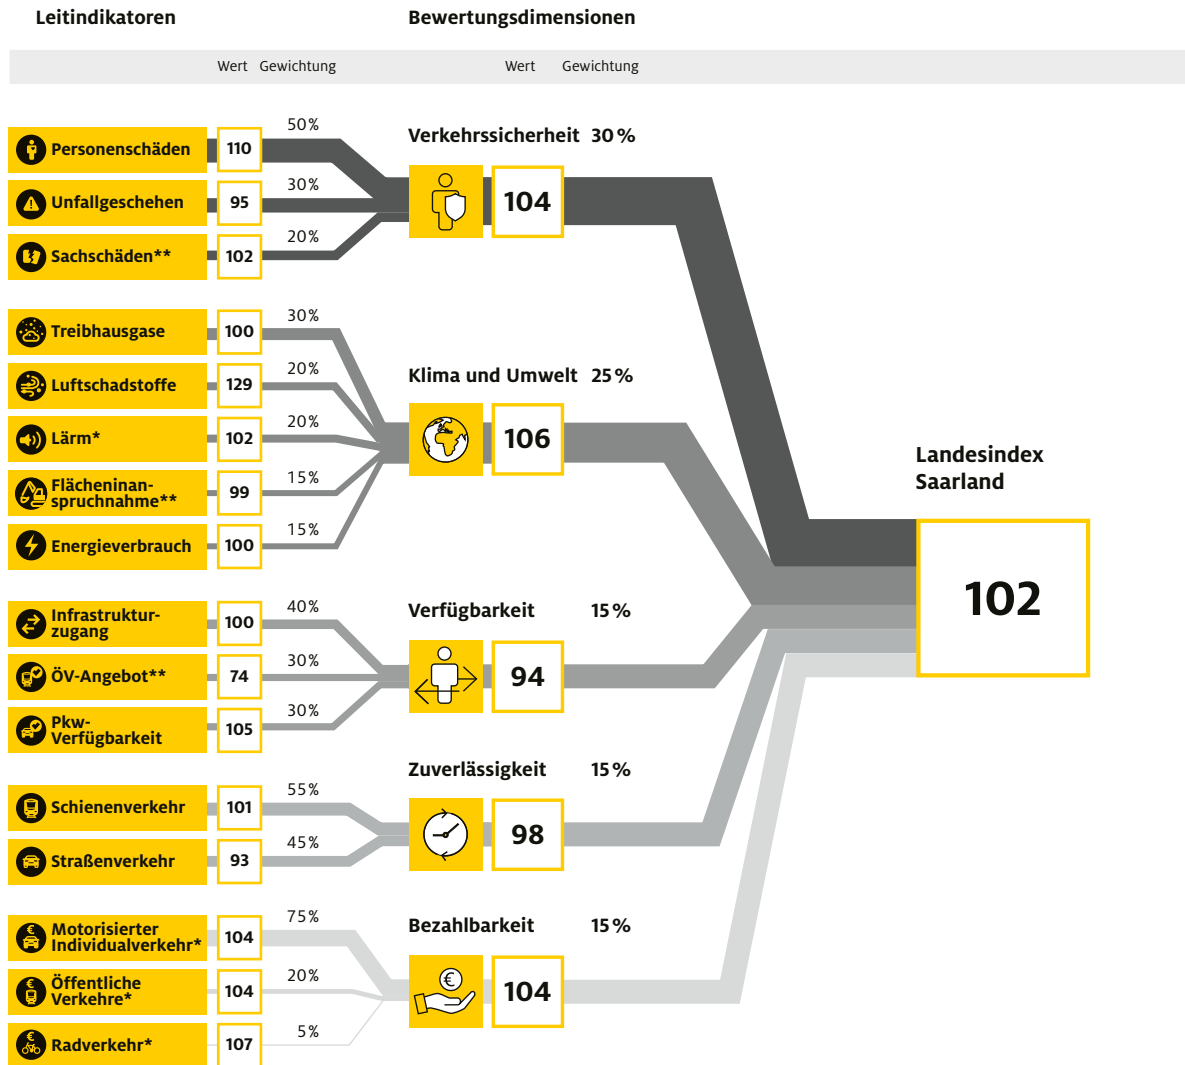 Leitindikatoren
Bewertungsdimensionen
Wert Gewichtung
Wert Gewichtung
Personenschäden 110 50 %
Unfallgeschehen 95 30 %
Sachschäden** 102 20 %
Verkehrssicherheit 30 %
104
Treibhausgase 100 30 %
Luftschadstoffe 129 20 %
Lärm* 102 20 %
Flächeninan-
spruchnahme** 99 15 %
Energieverbrauch 100 15 %
Klima und Umwelt 25 %
106
Infrastruktur-
zugang 100 40 %
ÖV-Angebot** 74 30 %
Pkw-
Verfügbarkeit 105 30 %
Verfügbarkeit 15 %
94
Schienenverkehr 101 55 %
Straßenverkehr 93 45 %
Zuverlässigkeit 15 %
98
Motorisierter
Individualverkehr* 104 75 %
Öffentliche
Verkehre* 104 20 %
Radverkehr* 107 5 %
Bezahlbarkeit 15 %
€
104
Landesindex
Saarland
102